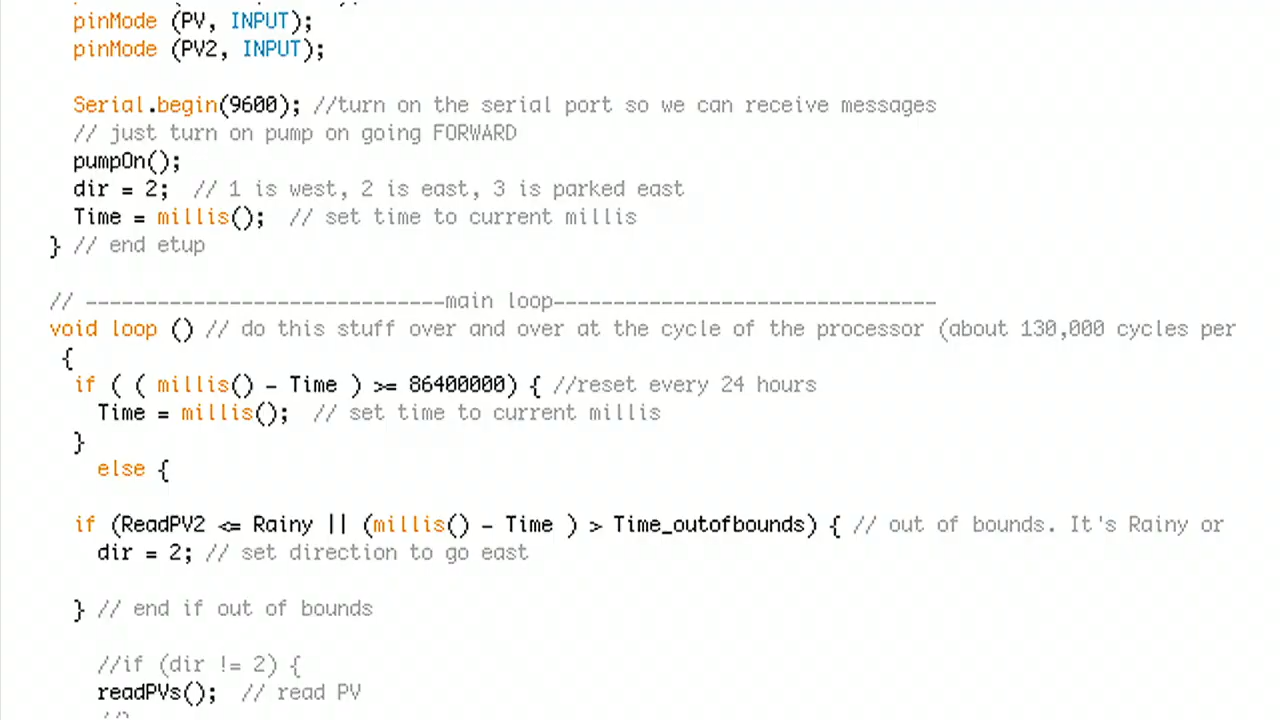 pinMode (PV, INPUT);
pinMode (PV2, INPUT);
Serial.begin(9600); //turn on the serial port so we can receive messages
// just turn on pump on going FORWARD
pumpOn();
dir = 2;  // 1 is west, 2 is east, 3 is parked east
Time = millis();  // set time to current millis
} // end etup
// ------------------------------main loop--------------------------------
void loop () // do this stuff over and over at the cycle of the processor (about 130,000 cycles per
{
if ( ( millis() - Time ) >= 86400000) { //reset every 24 hours
Time = millis();  // set time to current millis
}
else {
if (ReadPV2 <= Rainy || (millis() - Time ) > Time_outofbounds) { // out of bounds. It's Rainy or
dir = 2; // set direction to go east
} // end if out of bounds
//if (dir != 2) {
readPVs();  // read PV